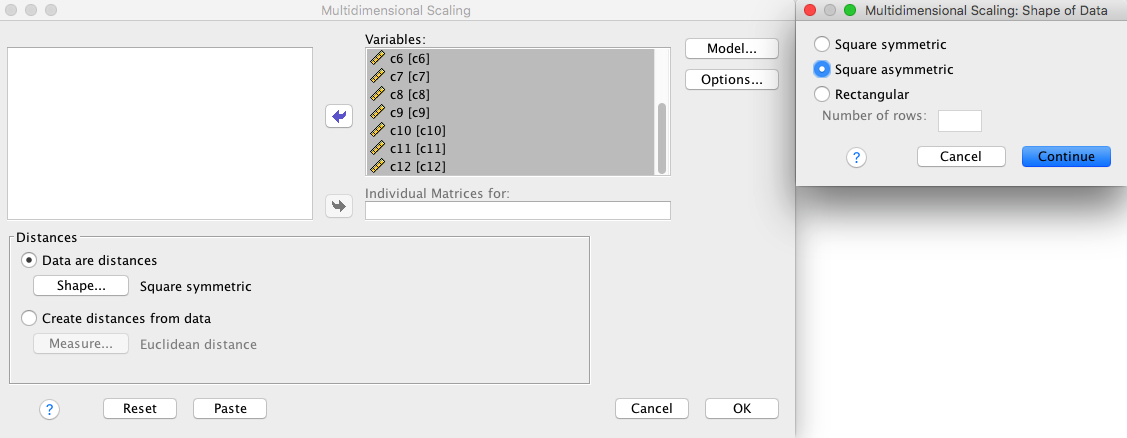 Multidimensional Scaling
Variables:
c6 [c6]
c7 [c7]
c8 [c8]
c9 [c9]
c10 [c10]
c11 [c11]
c12 [c12]
Model...
Options...
Individual Matrices for:
Distances
Data are distances
Shape... Square symmetric
Create distances from data
Measure... Euclidean distance
? Reset Paste Cancel OK
Multidimensional Scaling: Shape of Data
Square symmetric
Square asymmetric
Rectangular
Number of rows:
? Cancel Continue